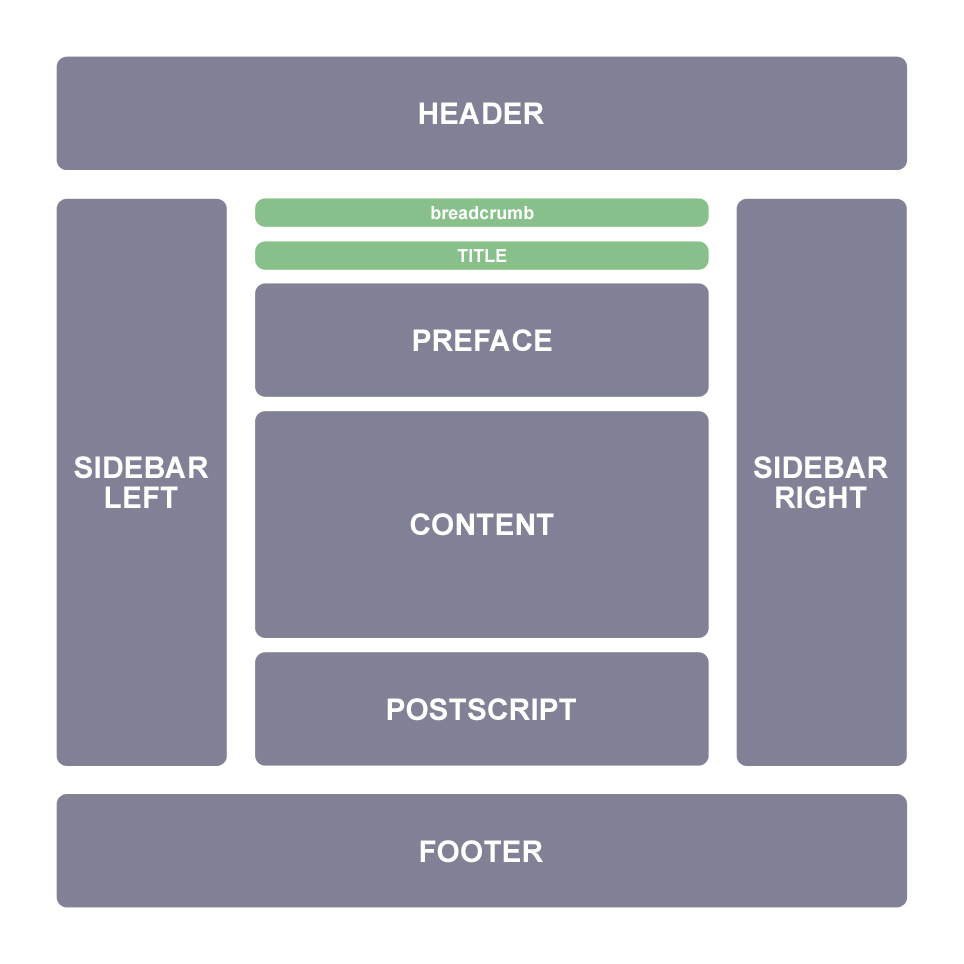 HEADER
breadcrumb
TITLE
PREFACE
SIDEBAR
LEFT
CONTENT
SIDEBAR
RIGHT
POSTSCRIPT
FOOTER